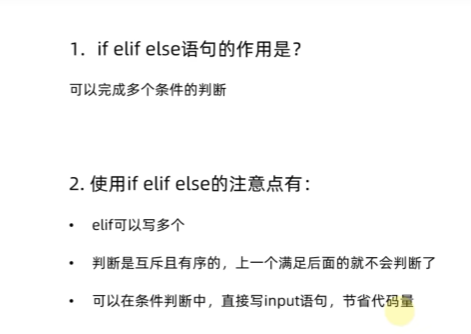 1. if elif else语句的作用是？
可以完成多个条件的判断
2. 使用if elif else的注意点有：
• elif可以写多个
• 判断是互斥且有序的，上一个满足后面的就不会判断了
• 可以在条件判断中，直接写input语句，节省代码量